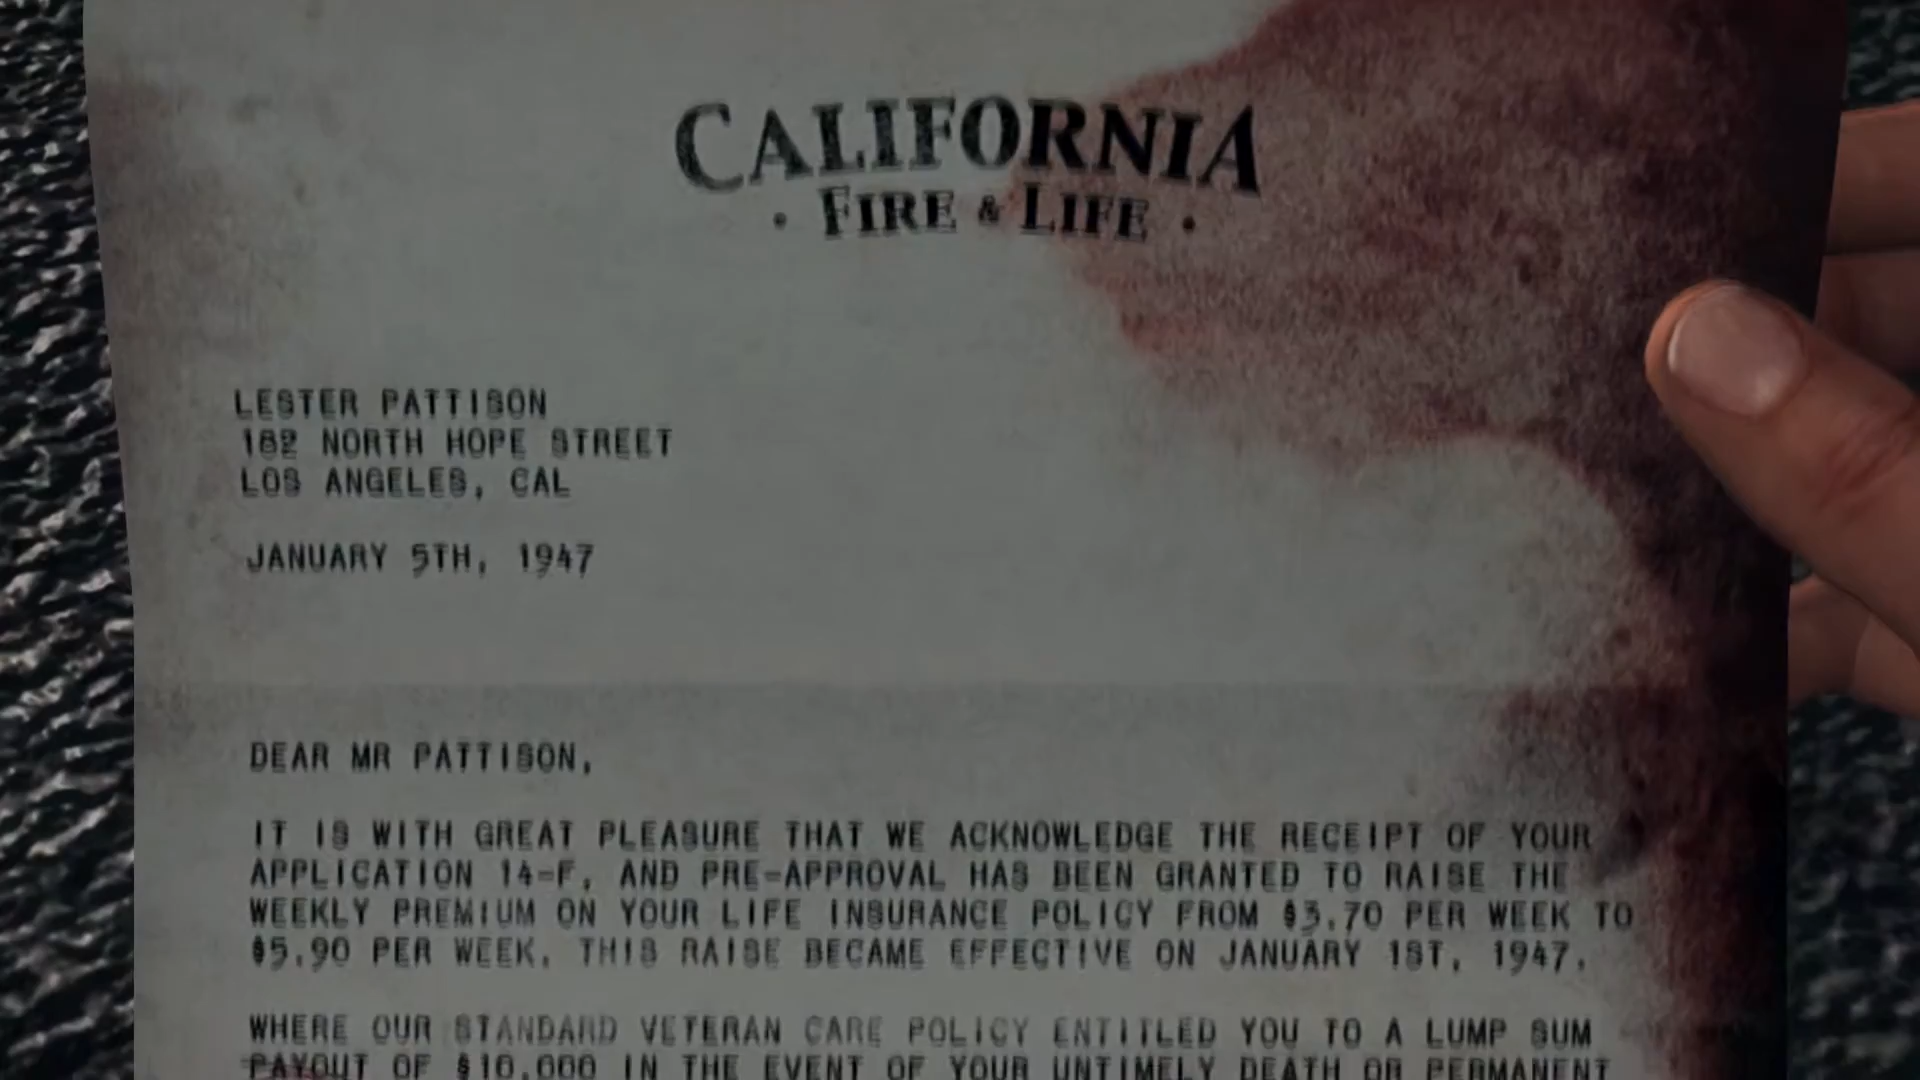 CALIFORNIA
• FIRE & LIFE •
LESTER PATTISON
182 NORTH HOPE STREET
LOS ANGELES, CAL
JANUARY 5TH, 1947
DEAR MR PATTISON,
IT IS WITH GREAT PLEASURE THAT WE ACKNOWLEDGE THE RECEIPT OF YOUR
APPLICATION 14-F, AND PRE-APPROVAL HAS BEEN GRANTED TO RAISE THE
WEEKLY PREMIUM ON YOUR LIFE INSURANCE POLICY FROM $3.70 PER WEEK TO
$5.90 PER WEEK. THIS RAISE BECAME EFFECTIVE ON JANUARY 1ST, 1947.
WHERE OUR STANDARD VETERAN CARE POLICY ENTITLED YOU TO A LUMP SUM
PAYOUT OF $10,000 IN THE EVENT OF YOUR UNTIMELY DEATH OR PERMANENT